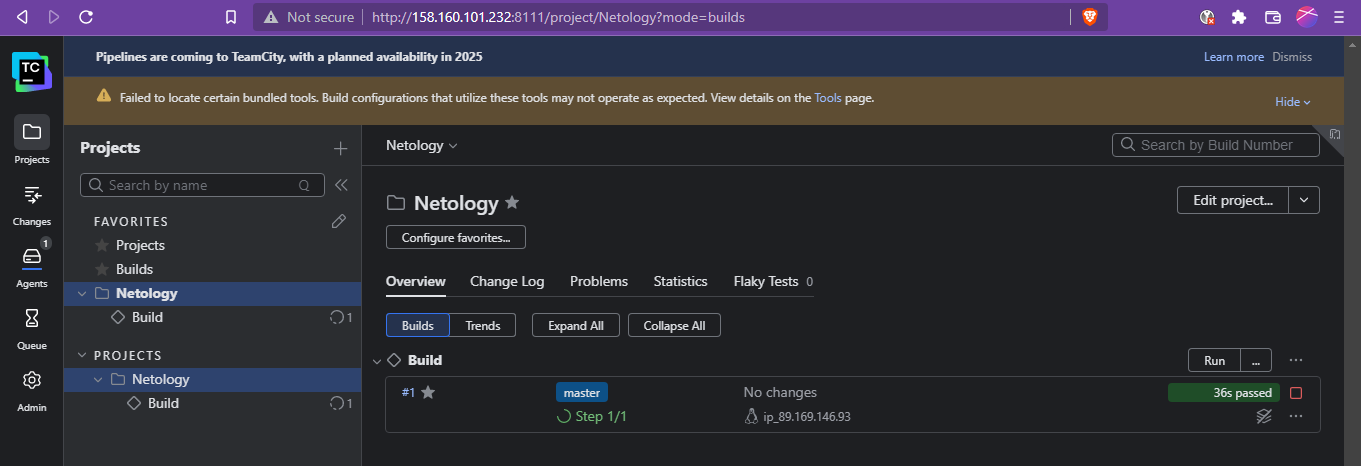 Not secure http://158.160.101.232:8111/project/Netology?mode=builds
TC
Pipelines are coming to TeamCity, with a planned availability in 2025
Learn more Dismiss
Failed to locate certain bundled tools. Build configurations that utilize these tools may not operate as expected. View details on the Tools page.
Hide
Projects
Changes
1
Agents
Queue
Admin
Projects
Search by name Q
FAVORITES
Projects
Builds
Netology
Build 1
PROJECTS
Netology
Build 1
Netology
Search by Build Number
Netology
Edit project...
Configure favorites...
Overview Change Log Problems Statistics Flaky Tests 0
Builds Trends Expand All Collapse All
Build
Run ...
#1 master No changes 36s passed
Step 1/1 ip_89.169.146.93